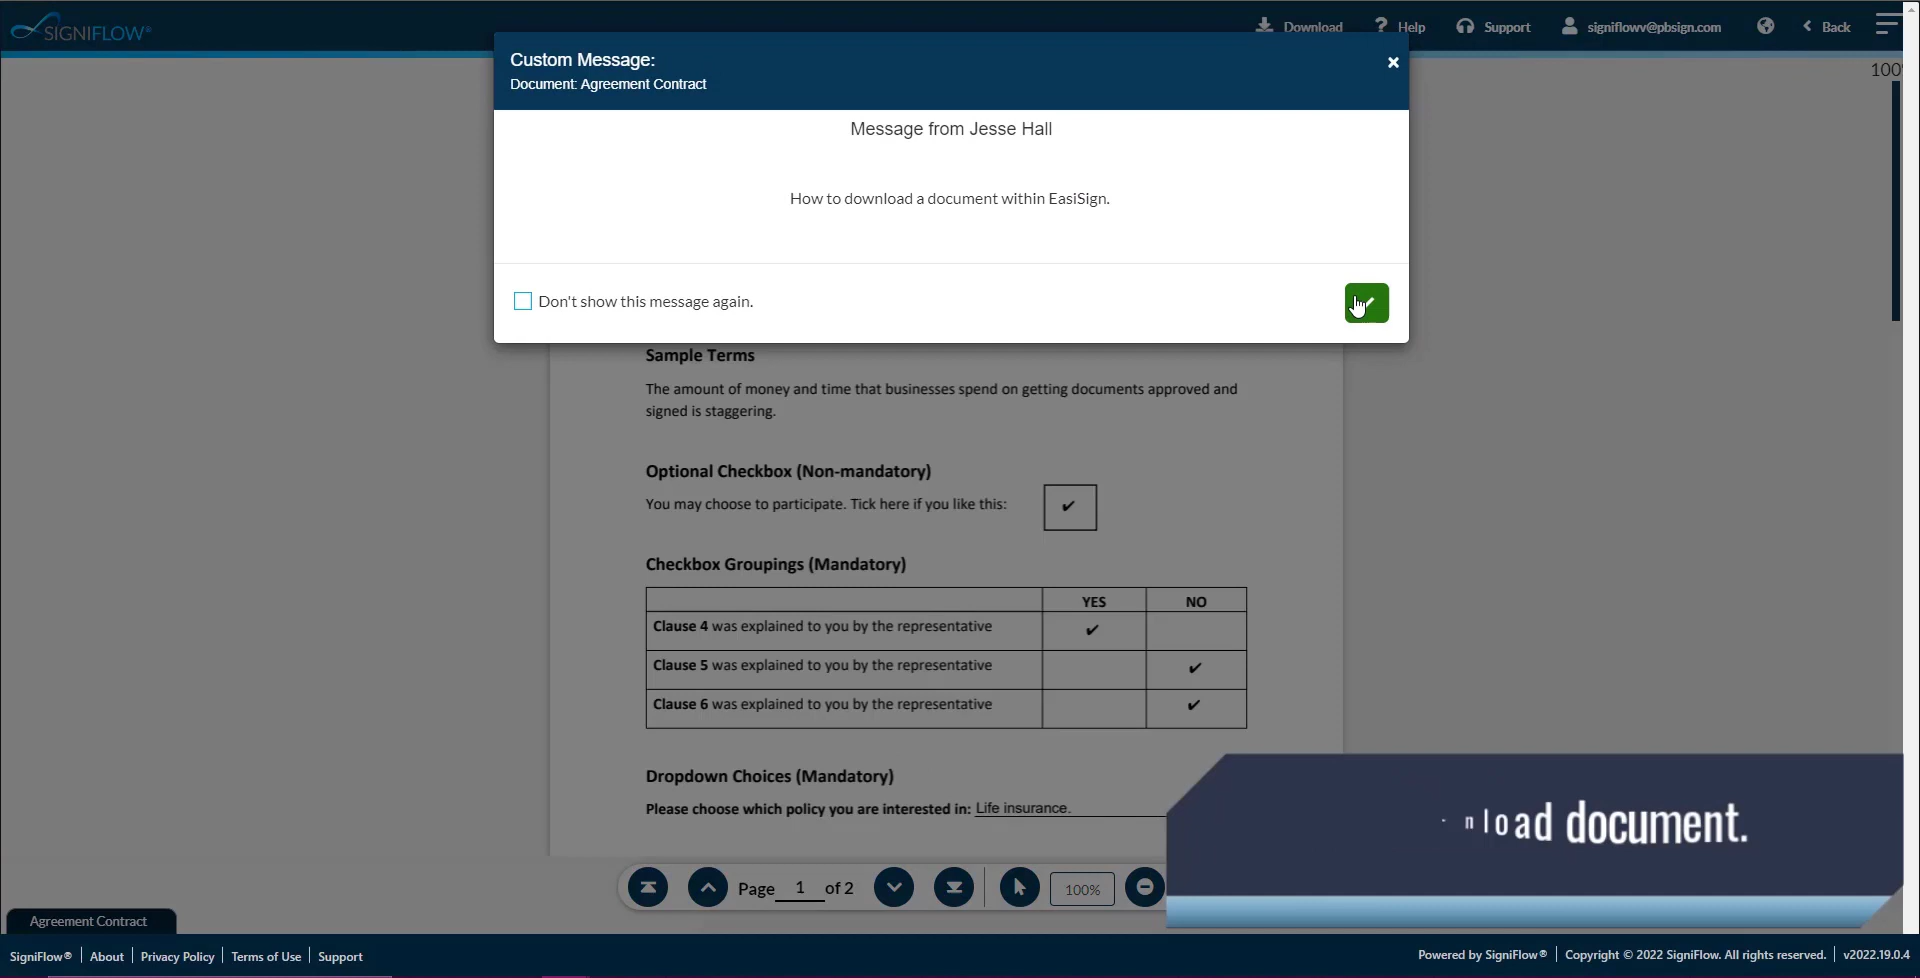 SIGNIFLOW®
Download
? Help
Support
signiflowv@pbsign.com
Back
100
Custom Message:
Document: Agreement Contract
×
Message from Jesse Hall
How to download a document within EasiSign.
Don't show this message again.
Sample Terms
The amount of money and time that businesses spend on getting documents approved and
signed is staggering.
Optional Checkbox (Non-mandatory)
You may choose to participate. Tick here if you like this:
Checkbox Groupings (Mandatory)
YES NO
Clause 4 was explained to you by the representative
Clause 5 was explained to you by the representative
Clause 6 was explained to you by the representative
Dropdown Choices (Mandatory)
Please choose which policy you are interested in: Life insurance.
nload document.
Page 1 of 2
100%
Agreement Contract
SigniFlow® | About | Privacy Policy | Terms of Use | Support
Powered by SigniFlow® | Copyright © 2022 SigniFlow. All rights reserved. | v2022.19.0.4